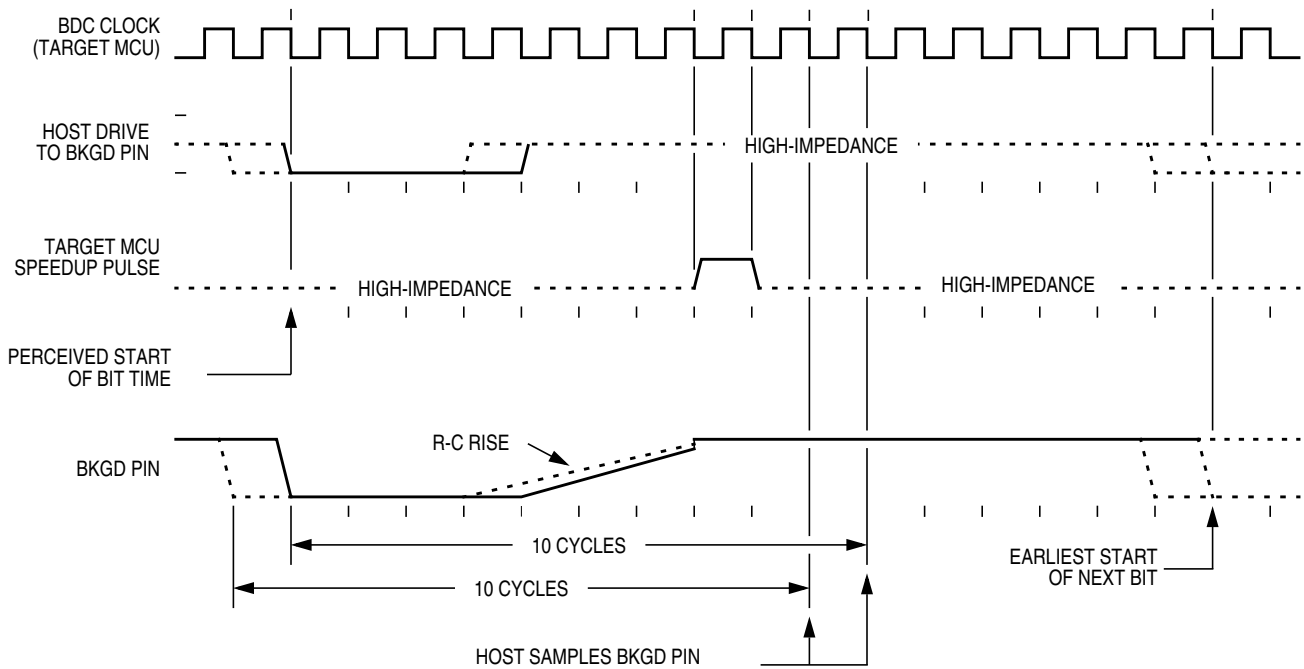 BDC CLOCK
(TARGET MCU)
HOST DRIVE
TO BKGD PIN
HIGH-IMPEDANCE
TARGET MCU
SPEEDUP PULSE
HIGH-IMPEDANCE
HIGH-IMPEDANCE
PERCEIVED START
OF BIT TIME
R-C RISE
BKGD PIN
10 CYCLES
EARLIEST START
OF NEXT BIT
10 CYCLES
HOST SAMPLES BKGD PIN